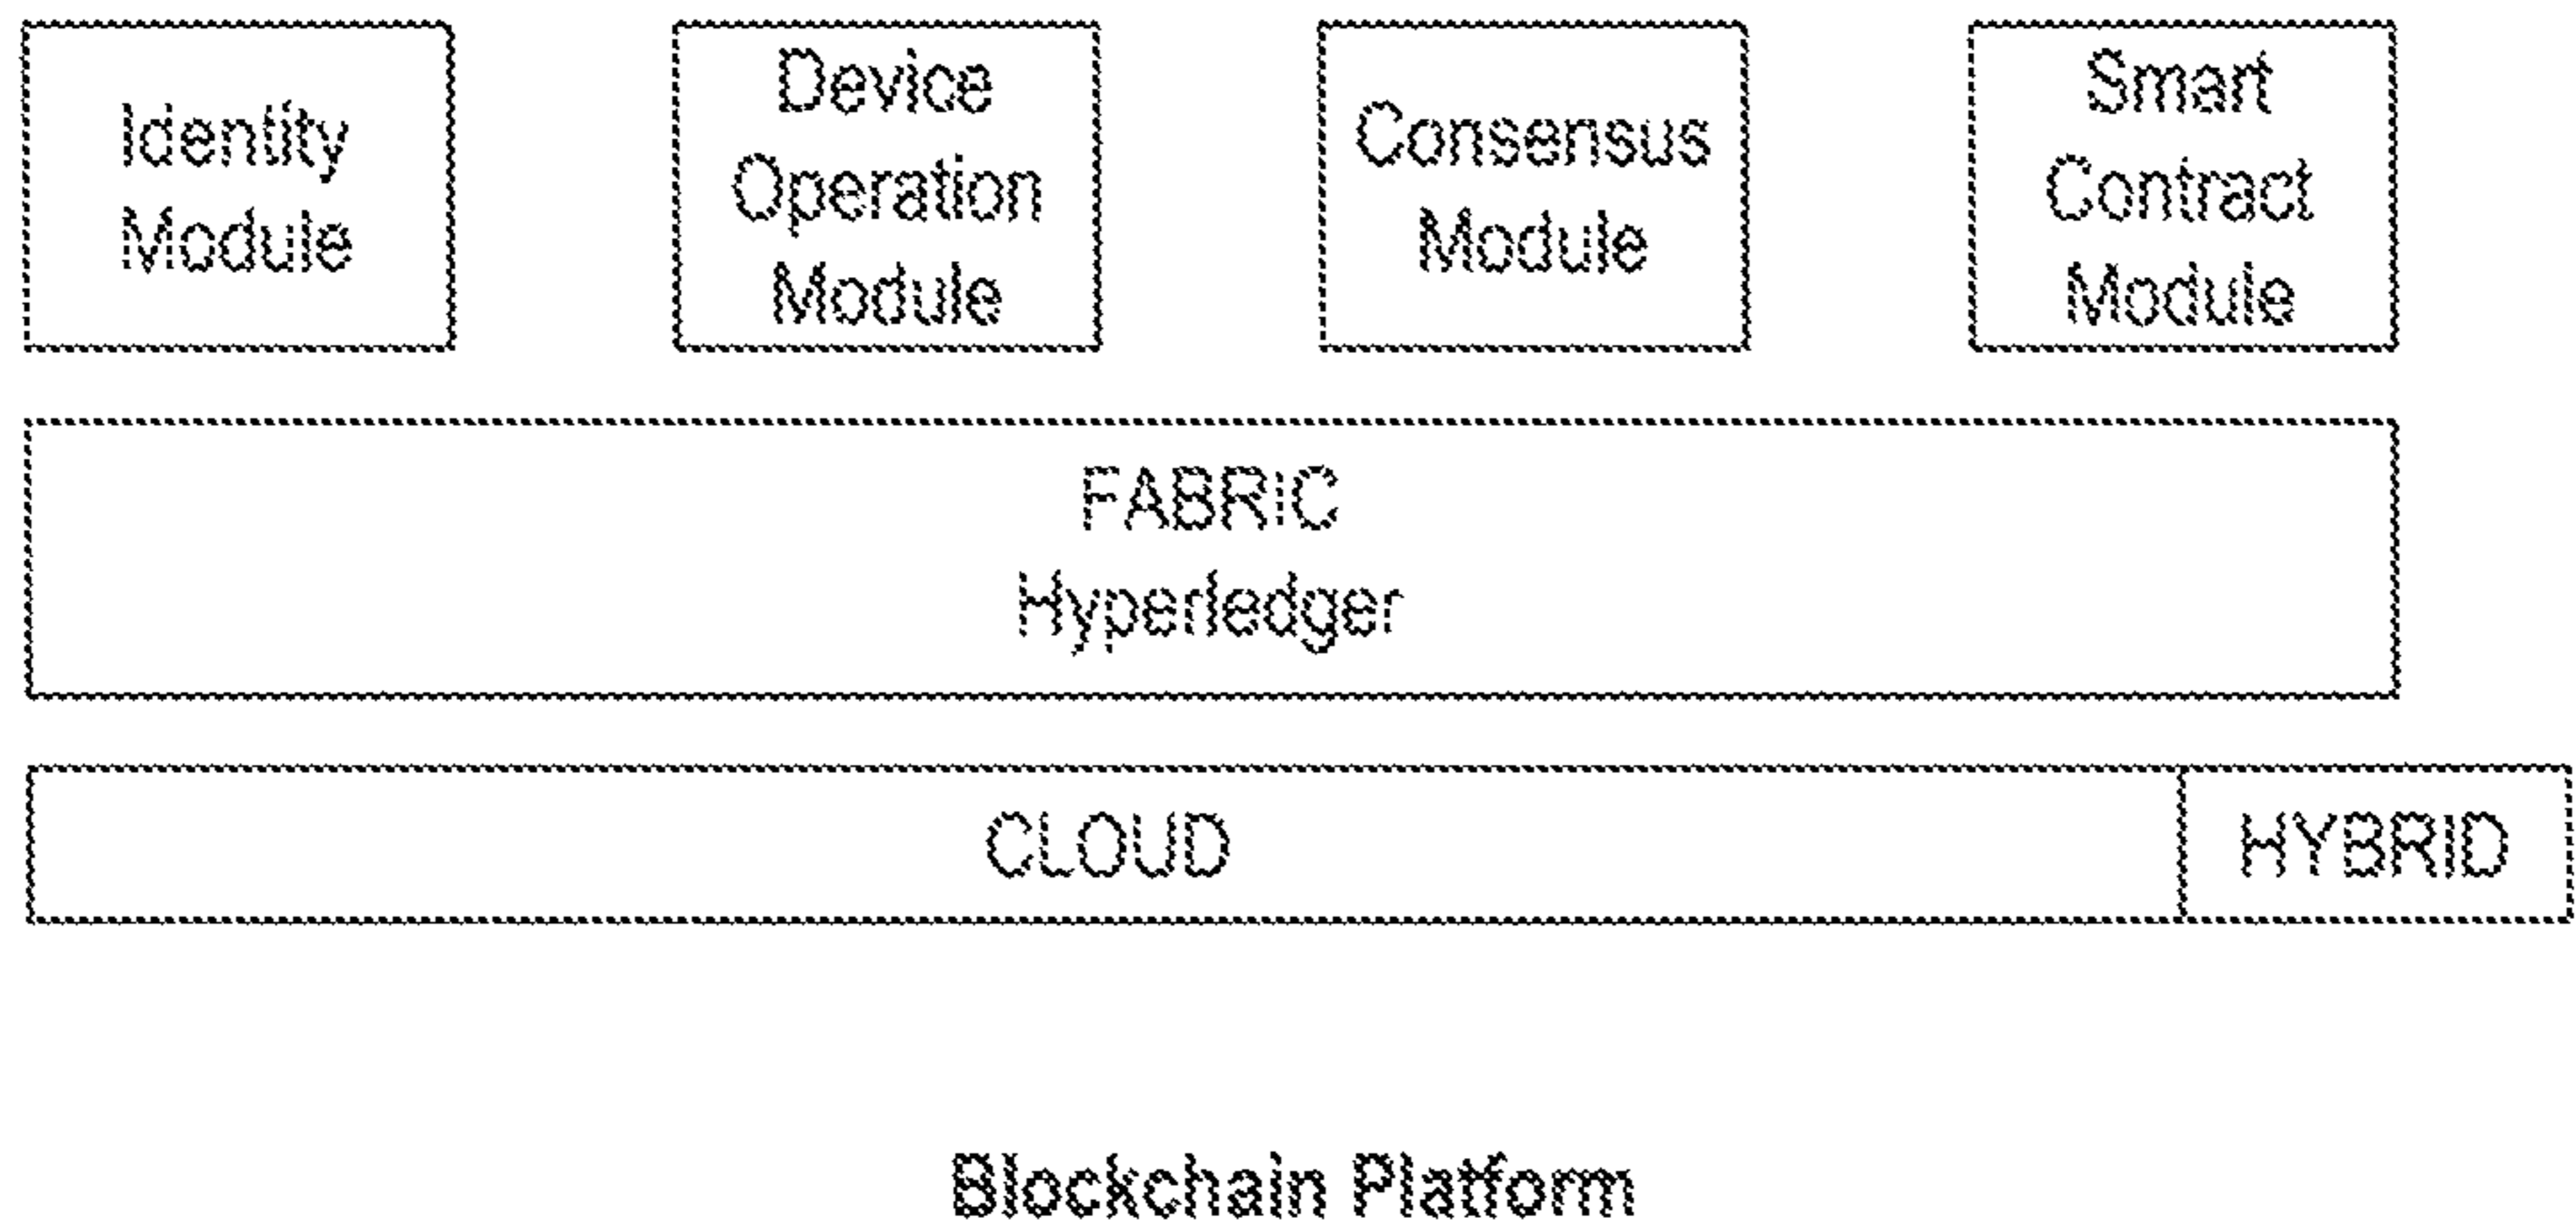 Identity
Module
Device
Operation
Module
Consensus
Module
Smart
Contract
Module
FABRIC
Hyperledger
CLOUD
HYBRID
Blockchain Platform